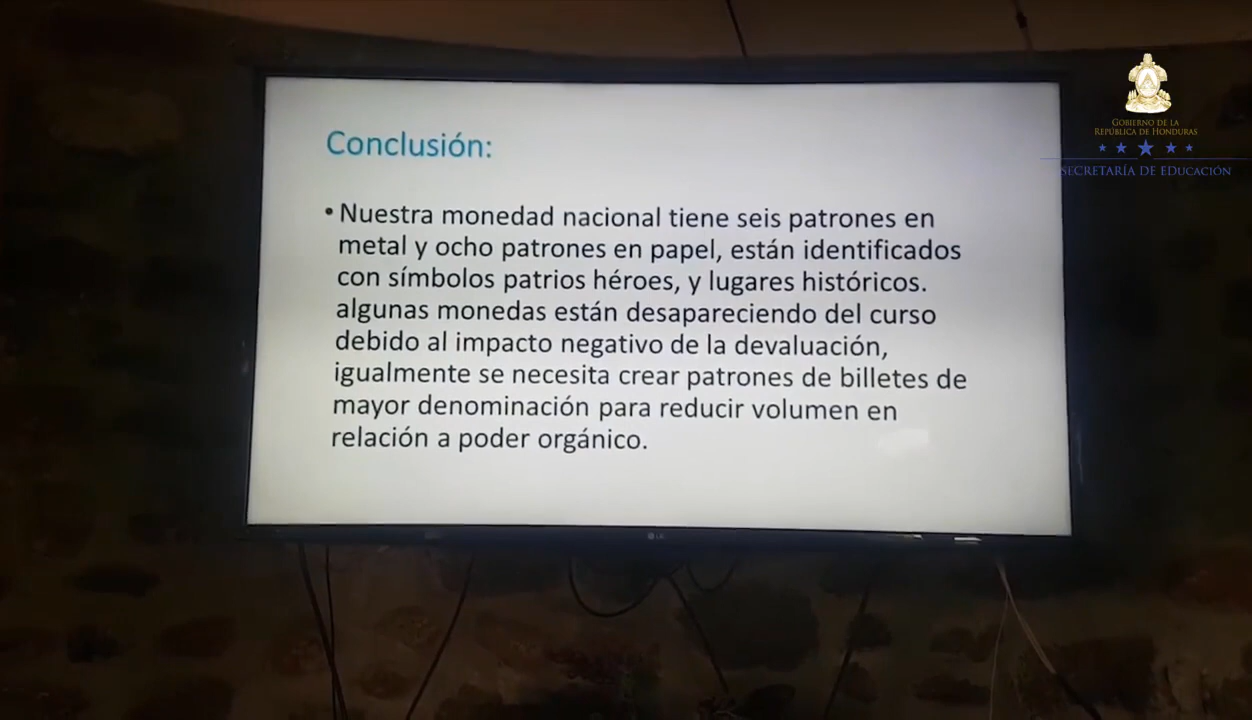 Conclusión:
• Nuestra monedad nacional tiene seis patrones en
metal y ocho patrones en papel, están identificados
con símbolos patrios héroes, y lugares históricos.
algunas monedas están desapareciendo del curso
debido al impacto negativo de la devaluación,
igualmente se necesita crear patrones de billetes de
mayor denominación para reducir volumen en
relación a poder orgánico.
LG
GOBIERNO DE LA
REPÚBLICA DE HONDURAS
SECRETARÍA DE EDUCACIÓN